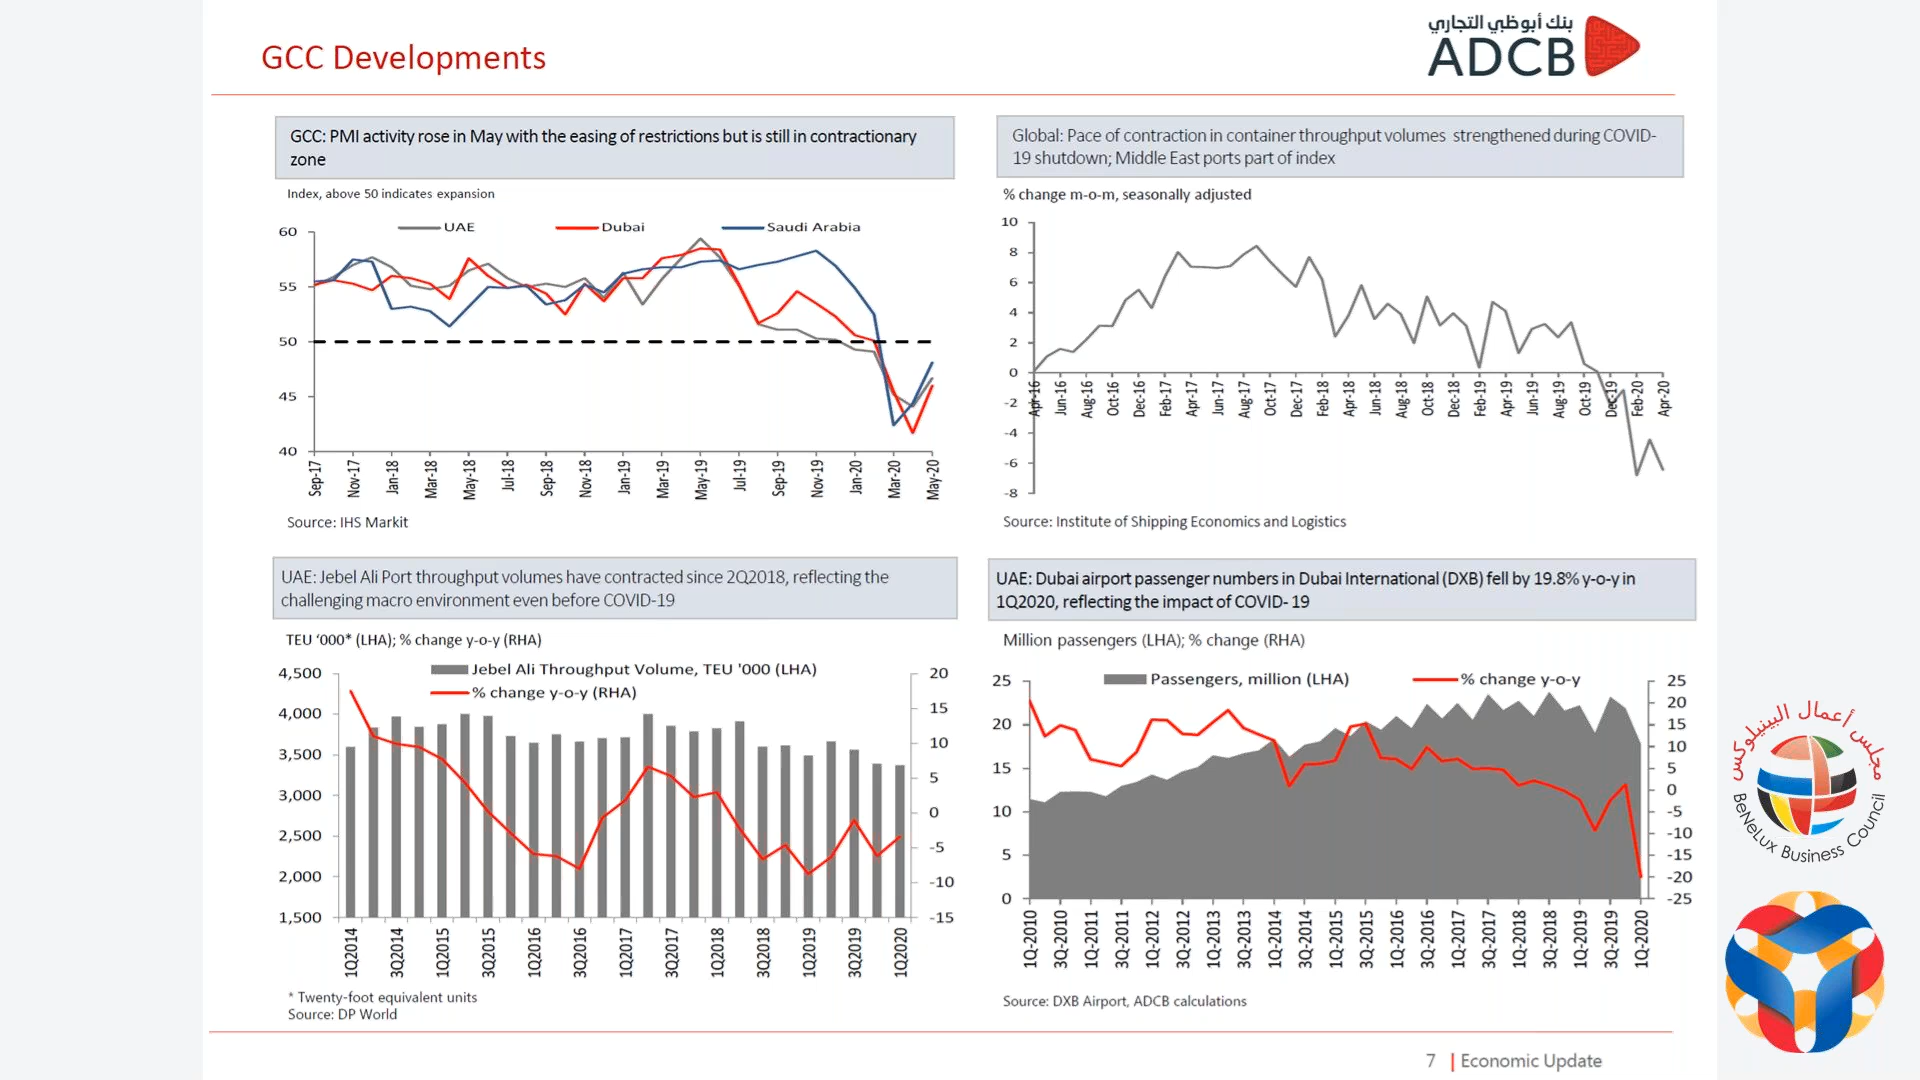 GCC Developments
بنك أبوظبي التجاري
ADCB
GCC: PMI activity rose in May with the easing of restrictions but is still in contractionary
zone
Index, above 50 indicates expansion
UAE
Dubai
Saudi Arabia
60
55
50
45
40
Sep-17
Nov-17
Jan-18
Mar-18
May-18
Jul-18
Sep-18
Nov-18
Jan-19
Mar-19
May-19
Jul-19
Sep-19
Nov-19
Jan-20
Mar-20
May-20
Source: IHS Markit
Global: Pace of contraction in container throughput volumes strengthened during COVID-
19 shutdown; Middle East ports part of index
% change m-o-m, seasonally adjusted
10
8
6
4
2
0
-2
-4
-6
-8
Apr-16
Jun-16
Aug-16
Oct-16
Dec-16
Feb-17
Apr-17
Jun-17
Aug-17
Oct-17
Dec-17
Feb-18
Apr-18
Jun-18
Aug-18
Oct-18
Dec-18
Feb-19
Apr-19
Jun-19
Aug-19
Oct-19
Dec-19
Feb-20
Apr-20
Source: Institute of Shipping Economics and Logistics
UAE: Jebel Ali Port throughput volumes have contracted since 2Q2018, reflecting the
challenging macro environment even before COVID-19
TEU ‘000* (LHA); % change y-o-y (RHA)
Jebel Ali Throughput Volume, TEU '000 (LHA)
% change y-o-y (RHA)
4,500
4,000
3,500
3,000
2,500
2,000
1,500
20
15
10
5
0
-5
-10
-15
1Q2014
3Q2014
1Q2015
3Q2015
1Q2016
3Q2016
1Q2017
3Q2017
1Q2018
3Q2018
1Q2019
3Q2019
1Q2020
* Twenty-foot equivalent units
Source: DP World
UAE: Dubai airport passenger numbers in Dubai International (DXB) fell by 19.8% y-o-y in
1Q2020, reflecting the impact of COVID- 19
Million passengers (LHA); % change (RHA)
Passengers, million (LHA)
% change y-o-y
25
20
15
10
5
0
25
20
15
10
5
0
-5
-10
-15
-20
-25
1Q-2010
3Q-2010
1Q-2011
3Q-2011
1Q-2012
3Q-2012
1Q-2013
3Q-2013
1Q-2014
3Q-2014
1Q-2015
3Q-2015
1Q-2016
3Q-2016
1Q-2017
3Q-2017
1Q-2018
3Q-2018
1Q-2019
3Q-2019
1Q-2020
Source: DXB Airport, ADCB calculations
7 | Economic Update
مجلس أعمال البينيلوكس
BeNeLux Business Council